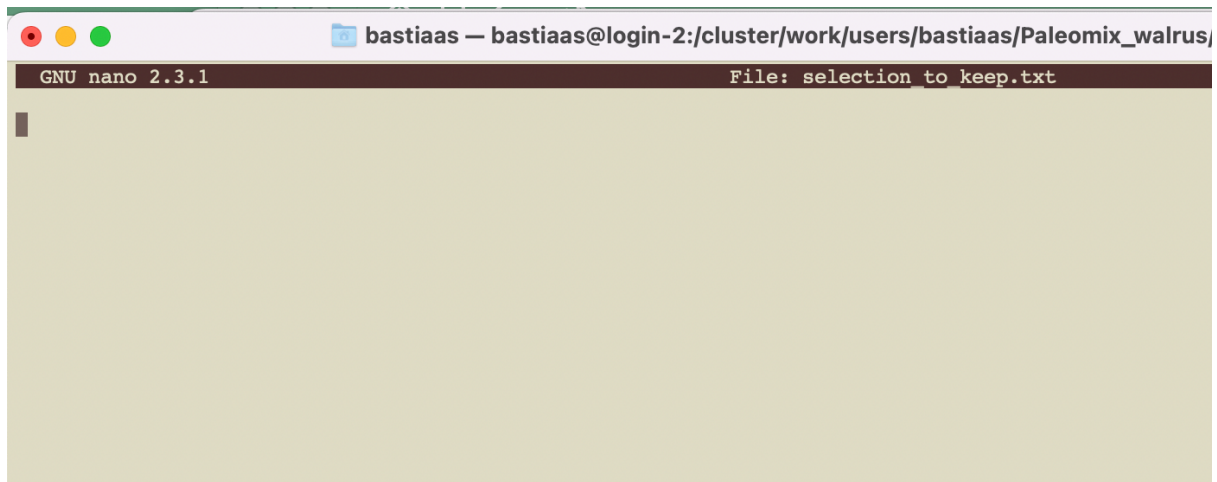 bastiaas — bastiaas@login-2:/cluster/work/users/bastiaas/Paleomix_walrus/
GNU nano 2.3.1 File: selection_to_keep.txt